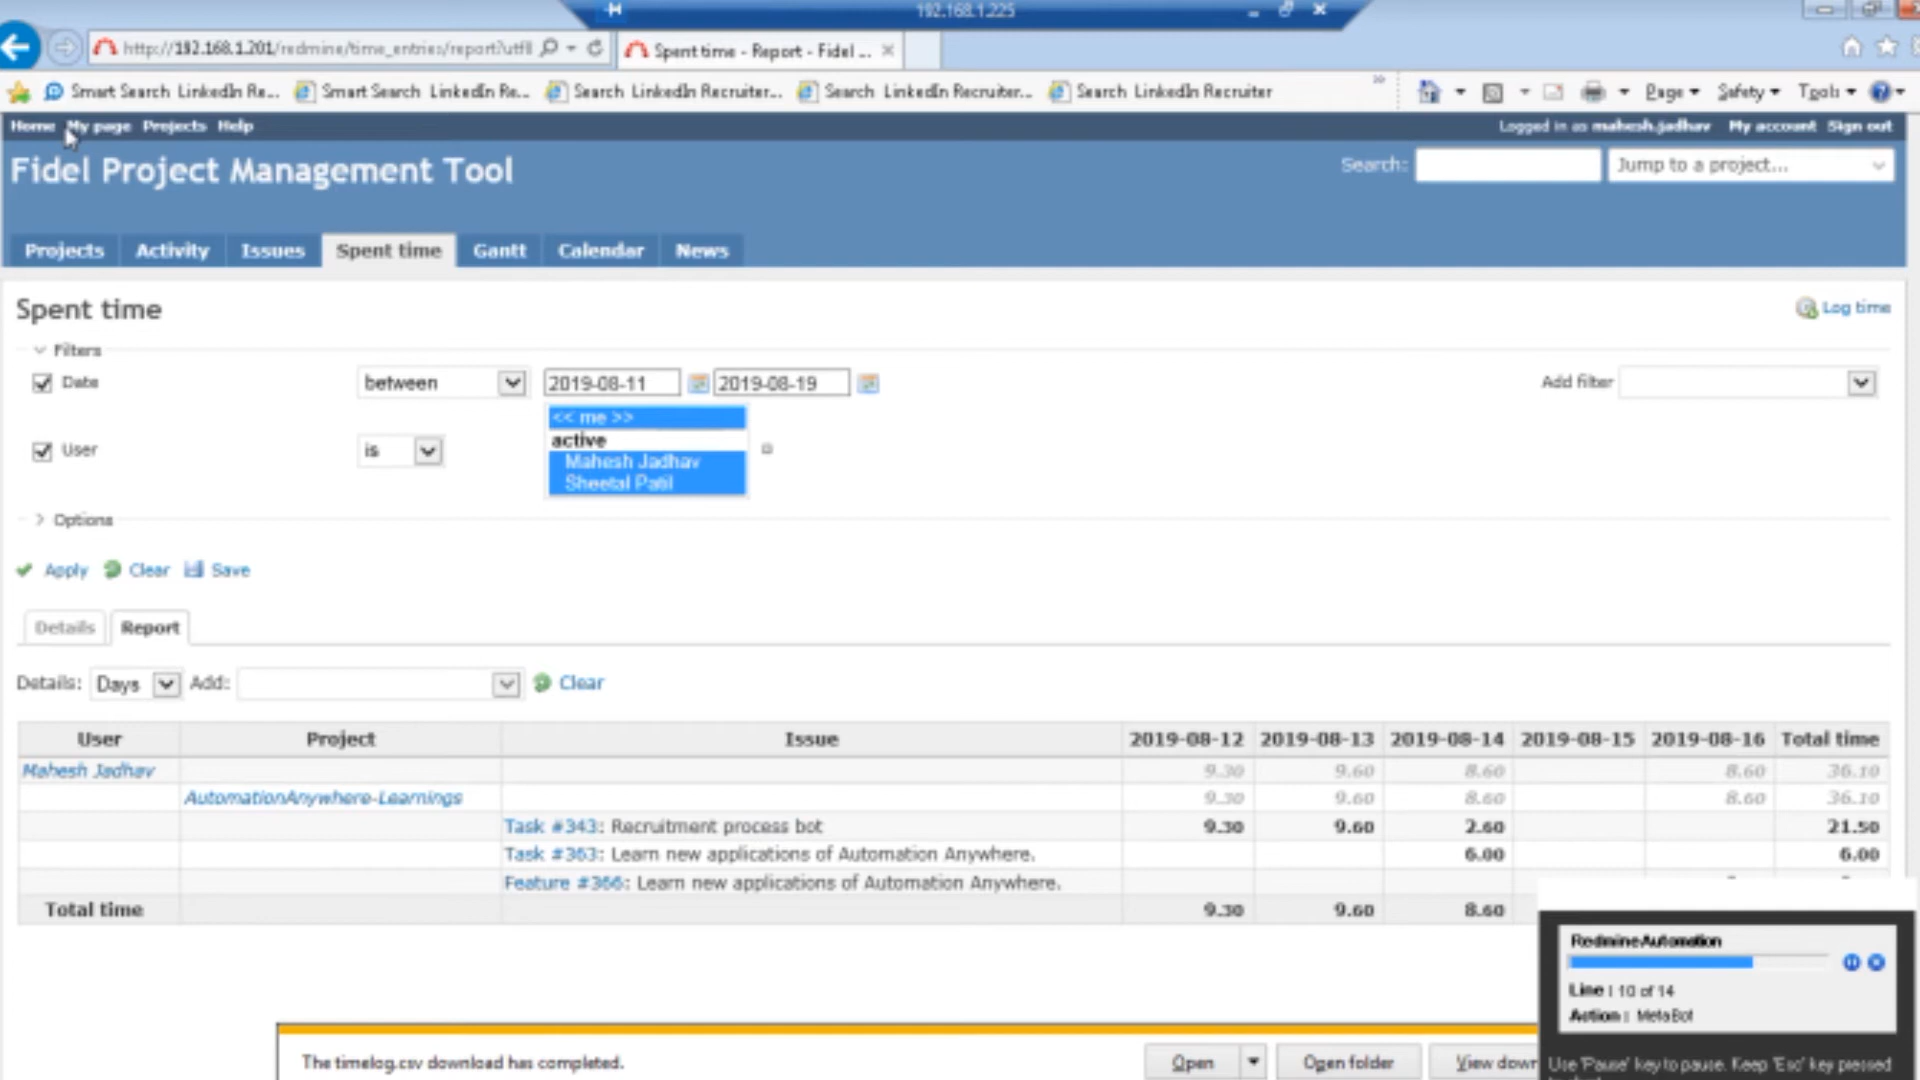 192.168.1.225
http://192.168.1.201/redmine/time_entries/report?utf8
Spent time - Report - Fidel ...
Smart Search LinkedIn Re... Smart Search LinkedIn Re... Search LinkedIn Recruiter... Search LinkedIn Recruiter... Search LinkedIn Recruiter
Page Safety Tools
Home My page Projects Help
Logged in as mahesh.jadhav My account Sign out
Fidel Project Management Tool
Search: Jump to a project...
Projects Activity Issues Spent time Gantt Calendar News
Spent time
Log time
Filters
Date between 2019-08-11 2019-08-19
Add filter
<< me >>
active
User is
Mahesh Jadhav
Sheetal Patil
Options
Apply Clear Save
Details Report
Details: Days Add: Clear
User Project Issue 2019-08-12 2019-08-13 2019-08-14 2019-08-15 2019-08-16 Total time
Mahesh Jadhav 9.30 9.60 8.60 8.60 36.10
AutomationAnywhere-Learnings 9.30 9.60 8.60 8.60 36.10
Task #343: Recruitment process bot 9.30 9.60 2.60 21.50
Task #363: Learn new applications of Automation Anywhere. 6.00 6.00
Feature #366: Learn new applications of Automation Anywhere.
Total time 9.30 9.60 8.60
RedmineAutomation
Line : 10 of 14
Action : MetaBot
Use 'Pause' key to pause. Keep 'Esc' key pressed
The timelog.csv download has completed.
Open Open folder View down